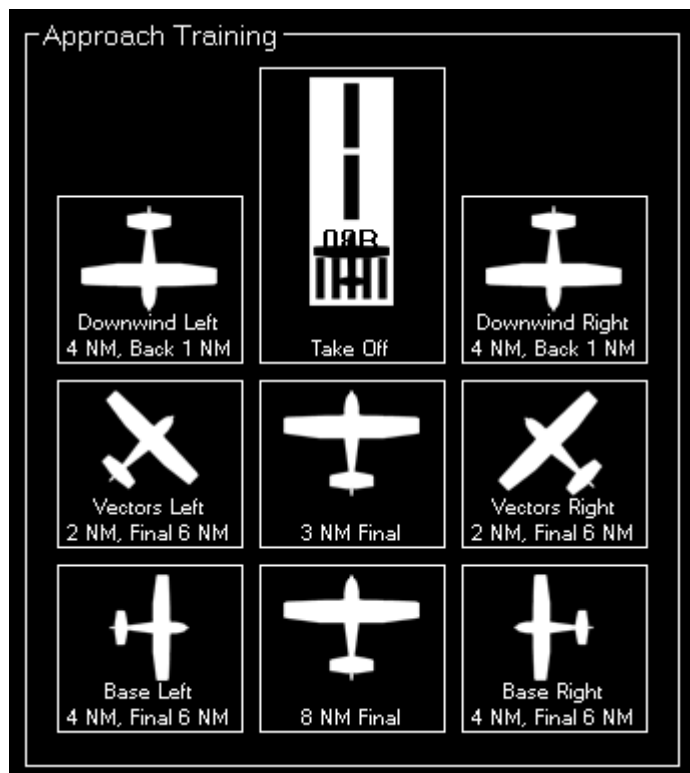 Approach Training
Take Off
Downwind Left
4 NM, Back 1 NM
Downwind Right
4 NM, Back 1 NM
Vectors Left
2 NM, Final 6 NM
3 NM Final
Vectors Right
2 NM, Final 6 NM
Base Left
4 NM, Final 6 NM
8 NM Final
Base Right
4 NM, Final 6 NM